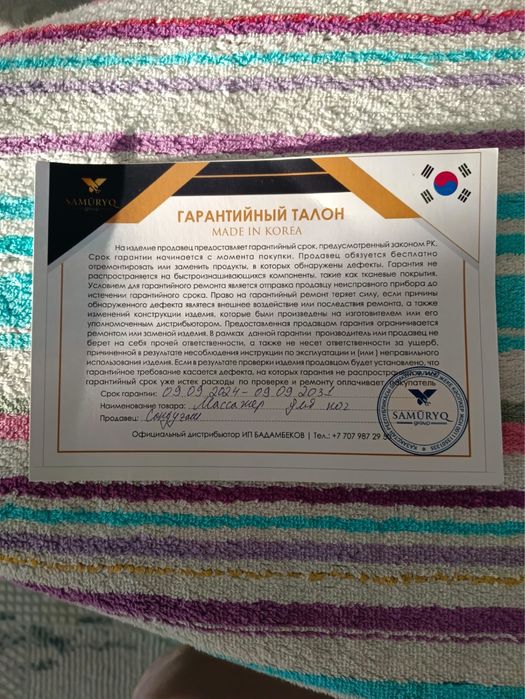 SAMŪRYQ
group
ГАРАНТИЙНЫЙ ТАЛОН
MADE IN KOREA
На изделие продавец предоставляет гарантийный срок, предусмотренный законом РК.
Срок гарантии начинается с момента покупки. Продавец обязуется бесплатно
отремонтировать или заменить продукты, в которых обнаружены дефекты. Гарантия не
распространяется на быстроизнашивающихся компоненты, такие как тканевые покрытия.
Условием для гарантийного ремонта является отправка продавцу неисправного прибора до
истечении гарантийного срока. Право на гарантийный ремонт теряет силу, если причины
обнаруженного дефекта являтеся внешнее воздействие или последствия ремонта, а также
изменений конструкции изделия, которые были произведены на изготовителем или его
уполномоченным дистрибьютором. Предоставленная продавцом гарантия ограничивается
ремонтом или заменой изделия. В рамках данной гарантии производитель или продавец не
берет на себя прочей ответственности, а также не несет ответственности за ущерб,
причиненной в результате несоблюдения инструкции по эксплуатации и (или) неправильного
использования изделия. Если в результате проверки изделия продавцом будет установлено, что
гарантийное требование касается дефекта, на которых гарантия не распростра
гарантийный срок уже истек расходы по проверке и ремонту оплачивает покупатель
Срок гарантии: 09.09.2024-09.09.2031
Наименование товара: Массажер для ног
Продавец: Сандугаш
Официальный дистрибьютор ИП БАДАМБЕКОВ | Тел.: +7 707 987 29
SAMŪRYQ
group